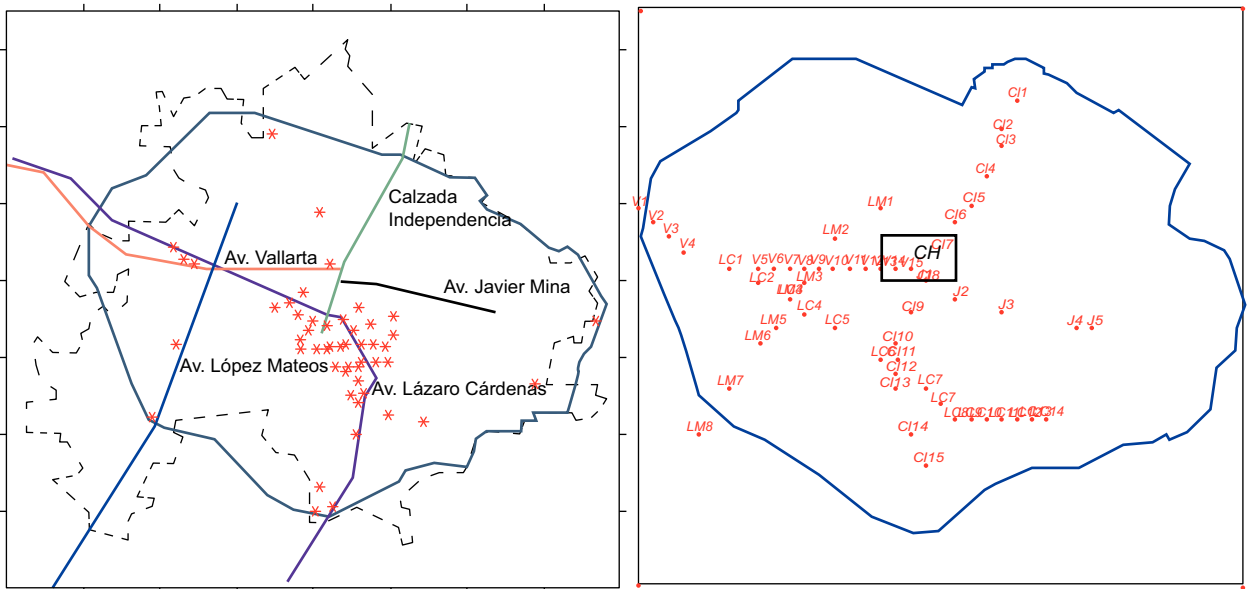 Calzada
Independencia
Av. Vallarta
Av. Javier Mina
Av. López Mateos
Av. Lázaro Cárdenas
CI1
CI2
CI3
CI4
CI5
CI6
CI7
CH
V1
V2
V3
V4
LM1
LM2
LC1
V5
V6
V7
V8
V9
V10
V11
V15
LC2
LM3
J2
J3
J4
J5
LC4
CI9
LM5
LC5
LM6
CI10
CI11
CI12
CI13
LM7
LC7
LC7
LM8
CI14
CI15